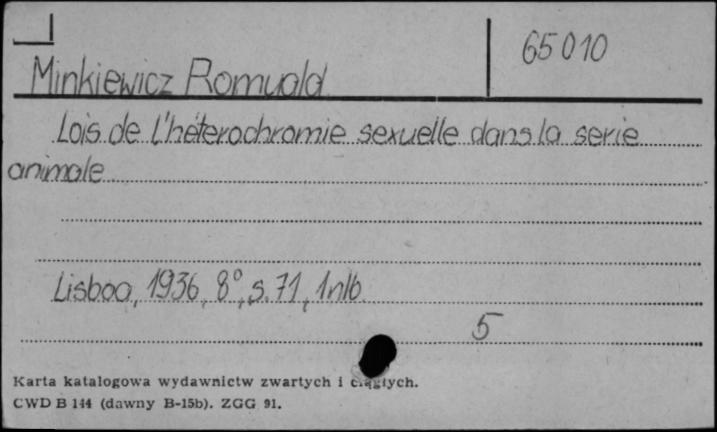 65010
Minkiewicz Romuald
Lois de l'héterochromie sexuelle dans la serie
animale
Lisboa, 1936, 8°, s. 71, 1nlb.
5
Karta katalogowa wydawnictw zwartych i ciągłych.
CWD B 144 (dawny B-15b). ZGG 91.